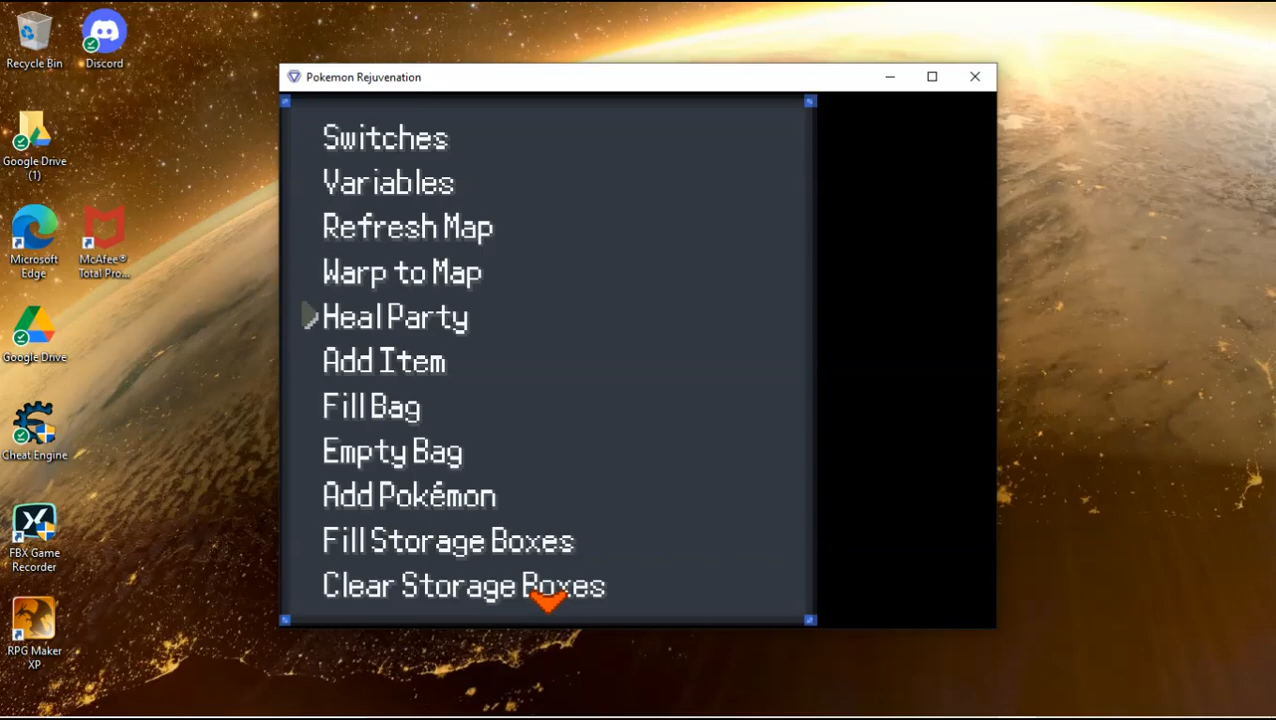 Recycle Bin
Discord
Google Drive
(1)
Microsoft
Edge
McAfee®
Total Pro...
Google Drive
Cheat Engine
FBX Game
Recorder
RPG Maker
XP
Pokemon Rejuvenation
Switches
Variables
Refresh Map
Warp to Map
Heal Party
Add Item
Fill Bag
Empty Bag
Add Pokémon
Fill Storage Boxes
Clear Storage Boxes